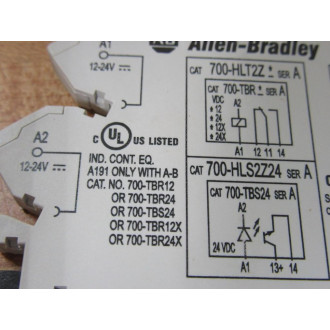 Allen-Bradley
A1
12-24V
A2
12-24V
C UL US LISTED
IND. CONT. EQ.
A191 ONLY WITH A-B
CAT. NO. 700-TBR12
OR 700-TBR24
OR 700-TBS24
OR 700-TBR12X
OR 700-TBR24X
CAT 700-HLT2Z * SER A
CAT 700-TBR * SER A
* 12
* 24
* 12X
* 24X
A1
A2
12 11 14
CAT 700-HLS2Z24 SER A
CAT 700-TBS24 SER A
A2
24 VDC
A1 13+ 14